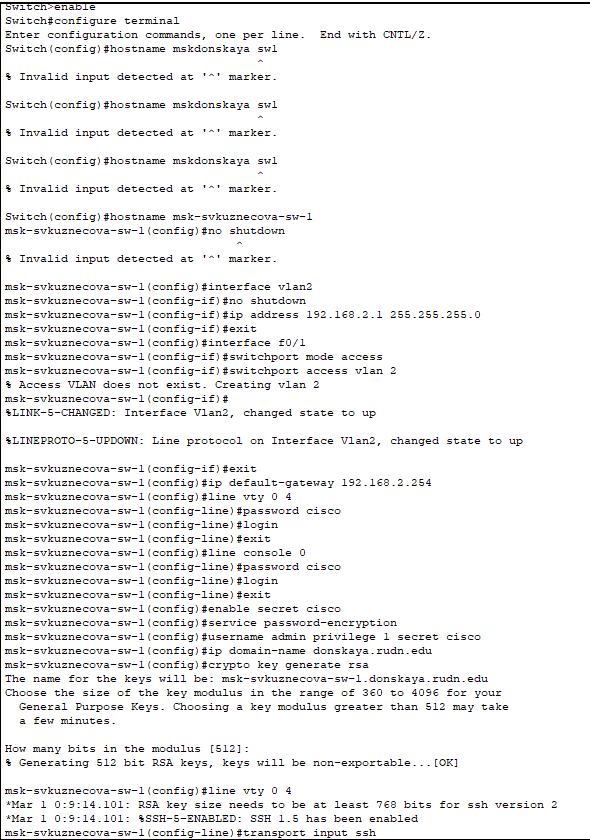 Switch>enable
Switch#configure terminal
Enter configuration commands, one per line.  End with CNTL/Z.
Switch(config)#hostname mskdonskaya sw1
^
% Invalid input detected at '^' marker.
Switch(config)#hostname mskdonskaya sw1
^
% Invalid input detected at '^' marker.
Switch(config)#hostname mskdonskaya sw1
^
% Invalid input detected at '^' marker.
Switch(config)#hostname msk-svkuznecova-sw-1
msk-svkuznecova-sw-1(config)#no shutdown
^
% Invalid input detected at '^' marker.
msk-svkuznecova-sw-1(config)#interface vlan2
msk-svkuznecova-sw-1(config-if)#no shutdown
msk-svkuznecova-sw-1(config-if)#ip address 192.168.2.1 255.255.255.0
msk-svkuznecova-sw-1(config-if)#exit
msk-svkuznecova-sw-1(config)#interface f0/1
msk-svkuznecova-sw-1(config-if)#switchport mode access
msk-svkuznecova-sw-1(config-if)#switchport access vlan 2
% Access VLAN does not exist. Creating vlan 2
msk-svkuznecova-sw-1(config-if)#
%LINK-5-CHANGED: Interface Vlan2, changed state to up
%LINEPROTO-5-UPDOWN: Line protocol on Interface Vlan2, changed state to up
msk-svkuznecova-sw-1(config-if)#exit
msk-svkuznecova-sw-1(config)#ip default-gateway 192.168.2.254
msk-svkuznecova-sw-1(config)#line vty 0 4
msk-svkuznecova-sw-1(config-line)#password cisco
msk-svkuznecova-sw-1(config-line)#login
msk-svkuznecova-sw-1(config-line)#exit
msk-svkuznecova-sw-1(config)#line console 0
msk-svkuznecova-sw-1(config-line)#password cisco
msk-svkuznecova-sw-1(config-line)#login
msk-svkuznecova-sw-1(config-line)#exit
msk-svkuznecova-sw-1(config)#enable secret cisco
msk-svkuznecova-sw-1(config)#service password-encryption
msk-svkuznecova-sw-1(config)#username admin privilege 1 secret cisco
msk-svkuznecova-sw-1(config)#ip domain-name donskaya.rudn.edu
msk-svkuznecova-sw-1(config)#crypto key generate rsa
The name for the keys will be: msk-svkuznecova-sw-1.donskaya.rudn.edu
Choose the size of the key modulus in the range of 360 to 4096 for your
General Purpose Keys. Choosing a key modulus greater than 512 may take
a few minutes.
How many bits in the modulus [512]:
% Generating 512 bit RSA keys, keys will be non-exportable...[OK]
msk-svkuznecova-sw-1(config)#line vty 0 4
*Mar 1 0:9:14.101: RSA key size needs to be at least 768 bits for ssh version 2
*Mar 1 0:9:14.101: %SSH-5-ENABLED: SSH 1.5 has been enabled
msk-svkuznecova-sw-1(config-line)#transport input ssh